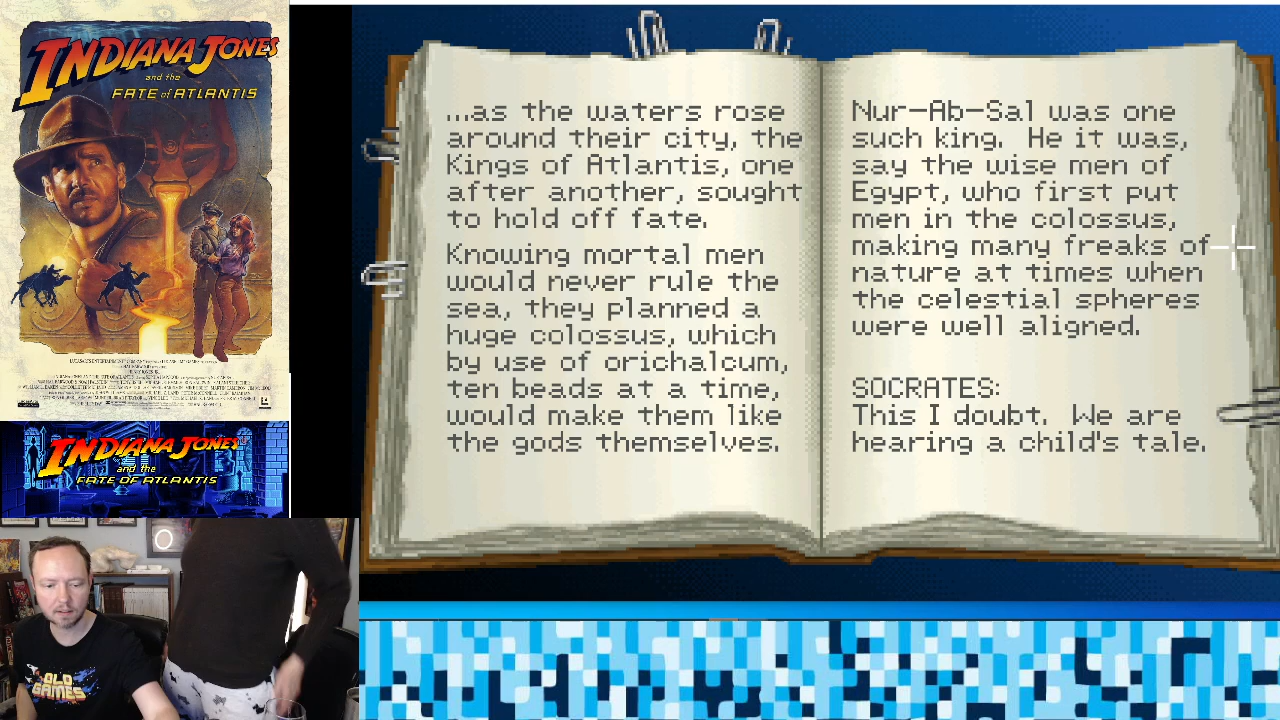 INDIANA JONES
and the
FATE of ATLANTIS
INDIANA JONES
and the
FATE OF ATLANTIS
OLD
GAMES
...as the waters rose
around their city, the
Kings of Atlantis, one
after another, sought
to hold off fate.
Knowing mortal men
would never rule the
sea, they planned a
huge colossus, which
by use of orichalcum,
ten beads at a time,
would make them like
the gods themselves.
Nur-Ab-Sal was one
such king. He it was,
say the wise men of
Egypt, who first put
men in the colossus,
making many freaks of
nature at times when
the celestial spheres
were well aligned.
SOCRATES:
This I doubt. We are
hearing a child's tale.